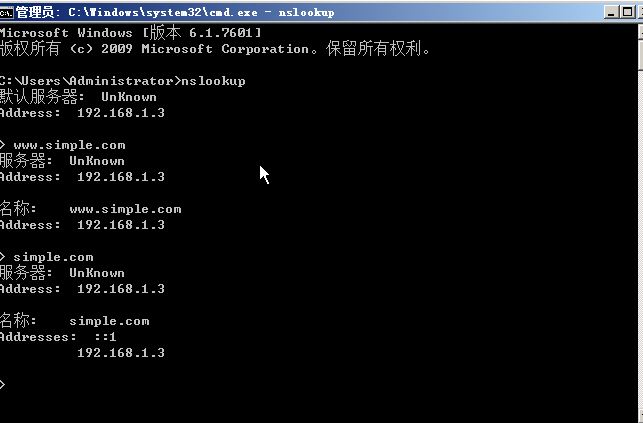 管理员: C:\Windows\system32\cmd.exe - nslookup
Microsoft Windows [版本 6.1.7601]
版权所有 (c) 2009 Microsoft Corporation。保留所有权利。
C:\Users\Administrator>nslookup
默认服务器:  UnKnown
Address:  192.168.1.3
> www.simple.com
服务器:  UnKnown
Address:  192.168.1.3
名称:    www.simple.com
Address:  192.168.1.3
> simple.com
服务器:  UnKnown
Address:  192.168.1.3
名称:    simple.com
Addresses:  ::1
          192.168.1.3
>